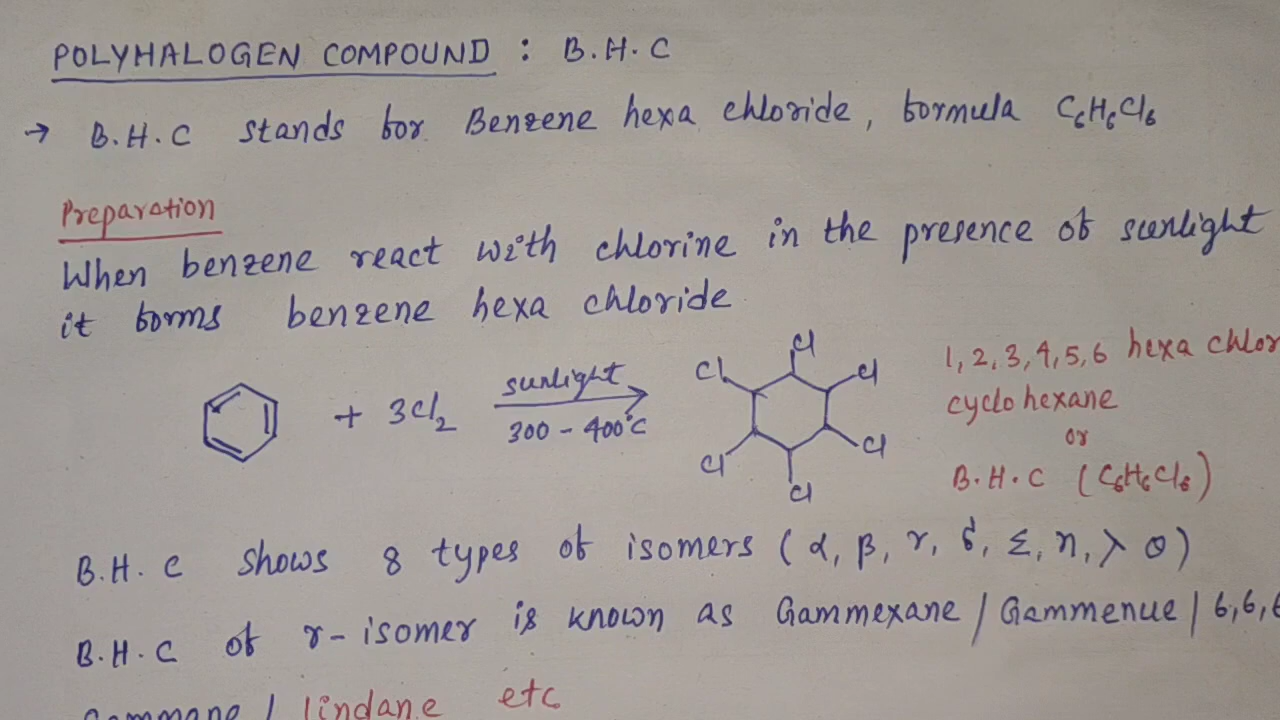 POLYHALOGEN COMPOUND : B.H.C
→ B.H.C stands for Benzene hexa chloride, formula C₆H₆Cl₆
Preparation
When benzene react with chlorine in the presence of sunlight
it forms benzene hexa chloride
+ 3Cl₂ sunlight 300 - 400°C
Cl Cl Cl Cl Cl Cl
1, 2, 3, 4, 5, 6 hexa chlor
cyclo hexane
or
B.H.C (C₆H₆Cl₆)
B.H.C shows 8 types of isomers (α, β, γ, δ, Σ, η, λ θ)
B.H.C of γ-isomer is known as Gammexane / Gammenue / 6,6,6
Gammane / lindane etc